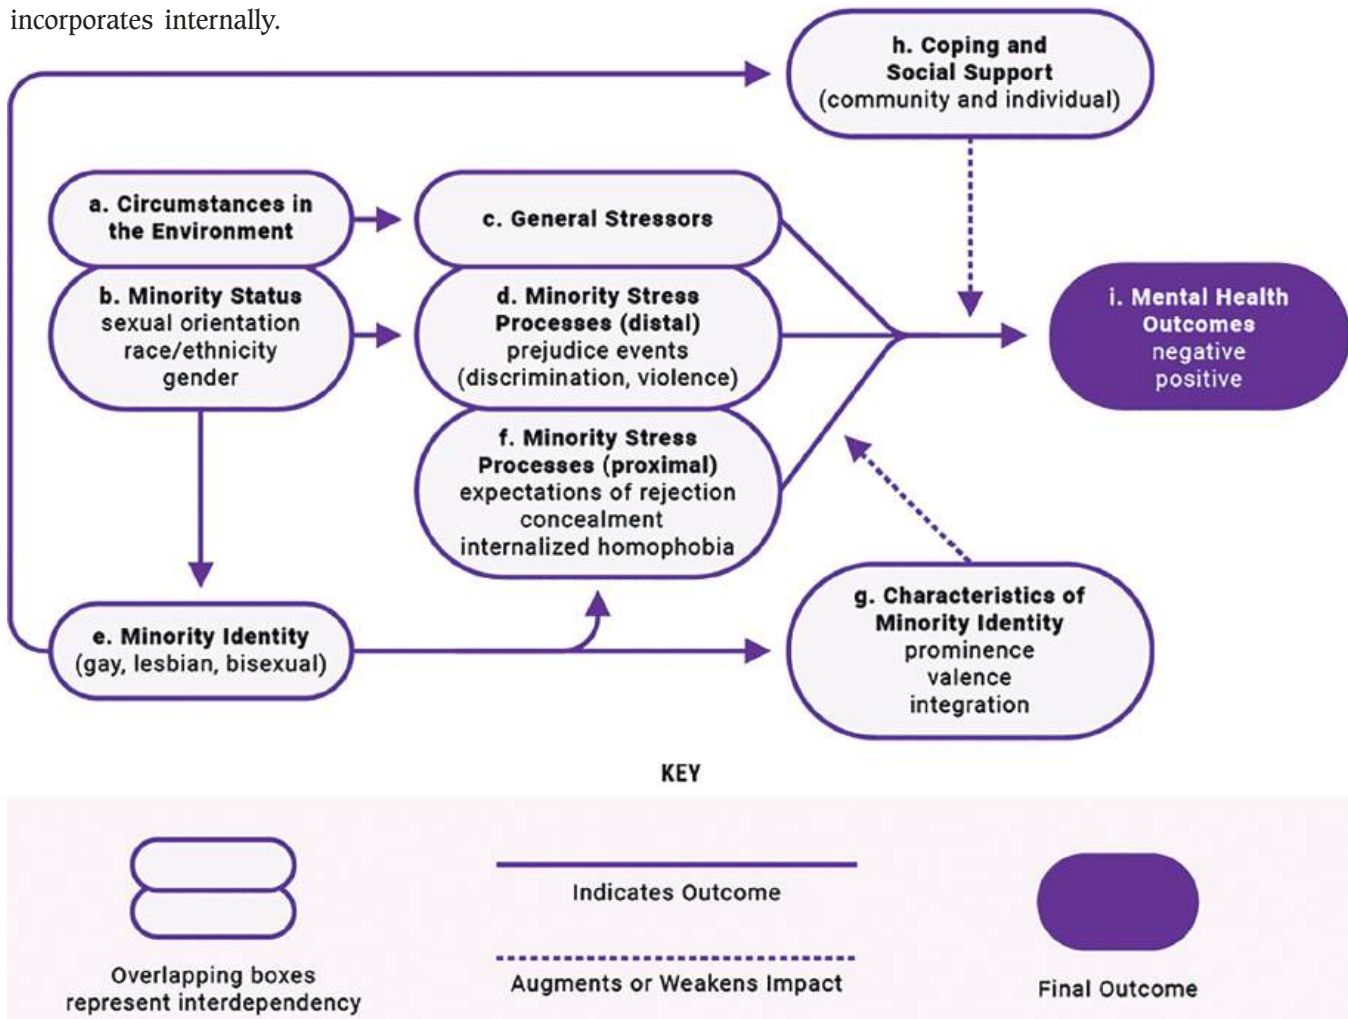 incorporates internally.
h. Coping and
Social Support
(community and individual)
a. Circumstances in
the Environment
c. General Stressors
b. Minority Status
sexual orientation
race/ethnicity
gender
d. Minority Stress
Processes (distal)
prejudice events
(discrimination, violence)
i. Mental Health
Outcomes
negative
positive
f. Minority Stress
Processes (proximal)
expectations of rejection
concealment
internalized homophobia
e. Minority Identity
(gay, lesbian, bisexual)
g. Characteristics of
Minority Identity
prominence
valence
integration
KEY
Overlapping boxes
represent interdependency
Indicates Outcome
Augments or Weakens Impact
Final Outcome